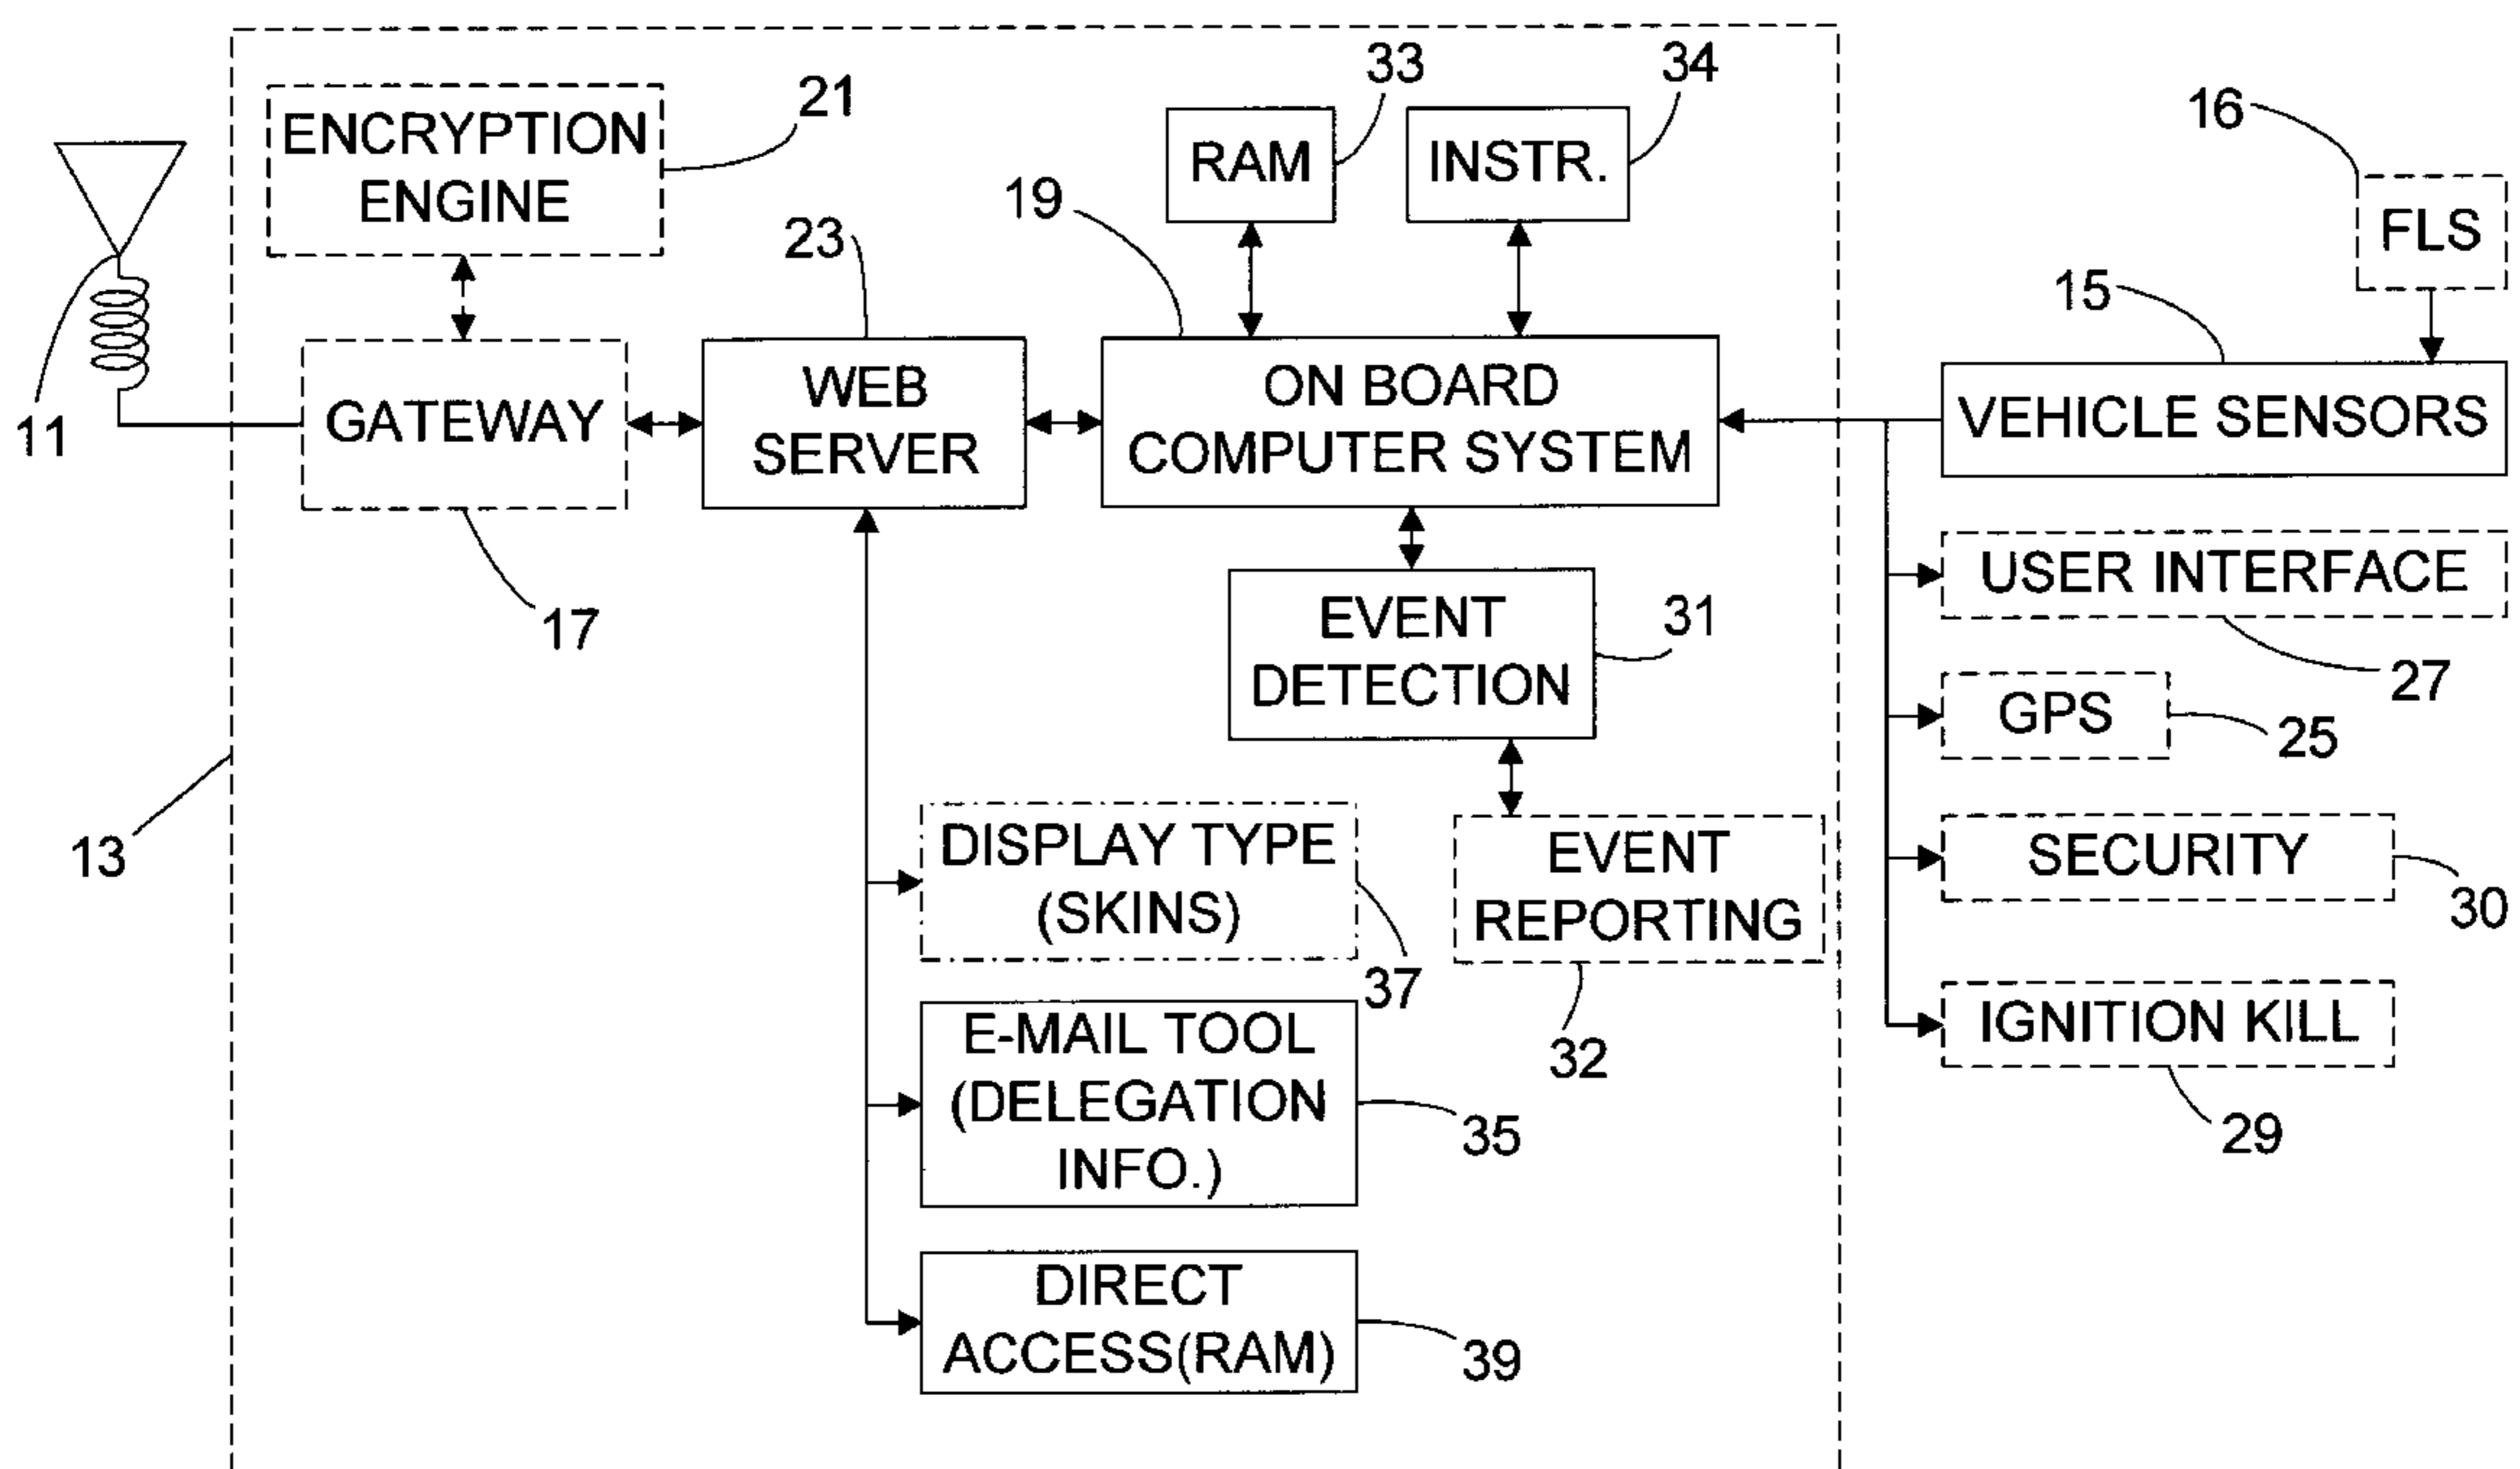 33
34
16
21
ENCRYPTION
ENGINE
RAM
INSTR.
19
FLS
23
15
11
GATEWAY
WEB
SERVER
ON BOARD
COMPUTER SYSTEM
VEHICLE SENSORS
17
USER INTERFACE
27
EVENT
DETECTION
31
GPS
25
13
DISPLAY TYPE
(SKINS)
37
EVENT
REPORTING
32
SECURITY
30
E-MAIL TOOL
(DELEGATION
INFO.)
35
IGNITION KILL
29
DIRECT
ACCESS(RAM)
39